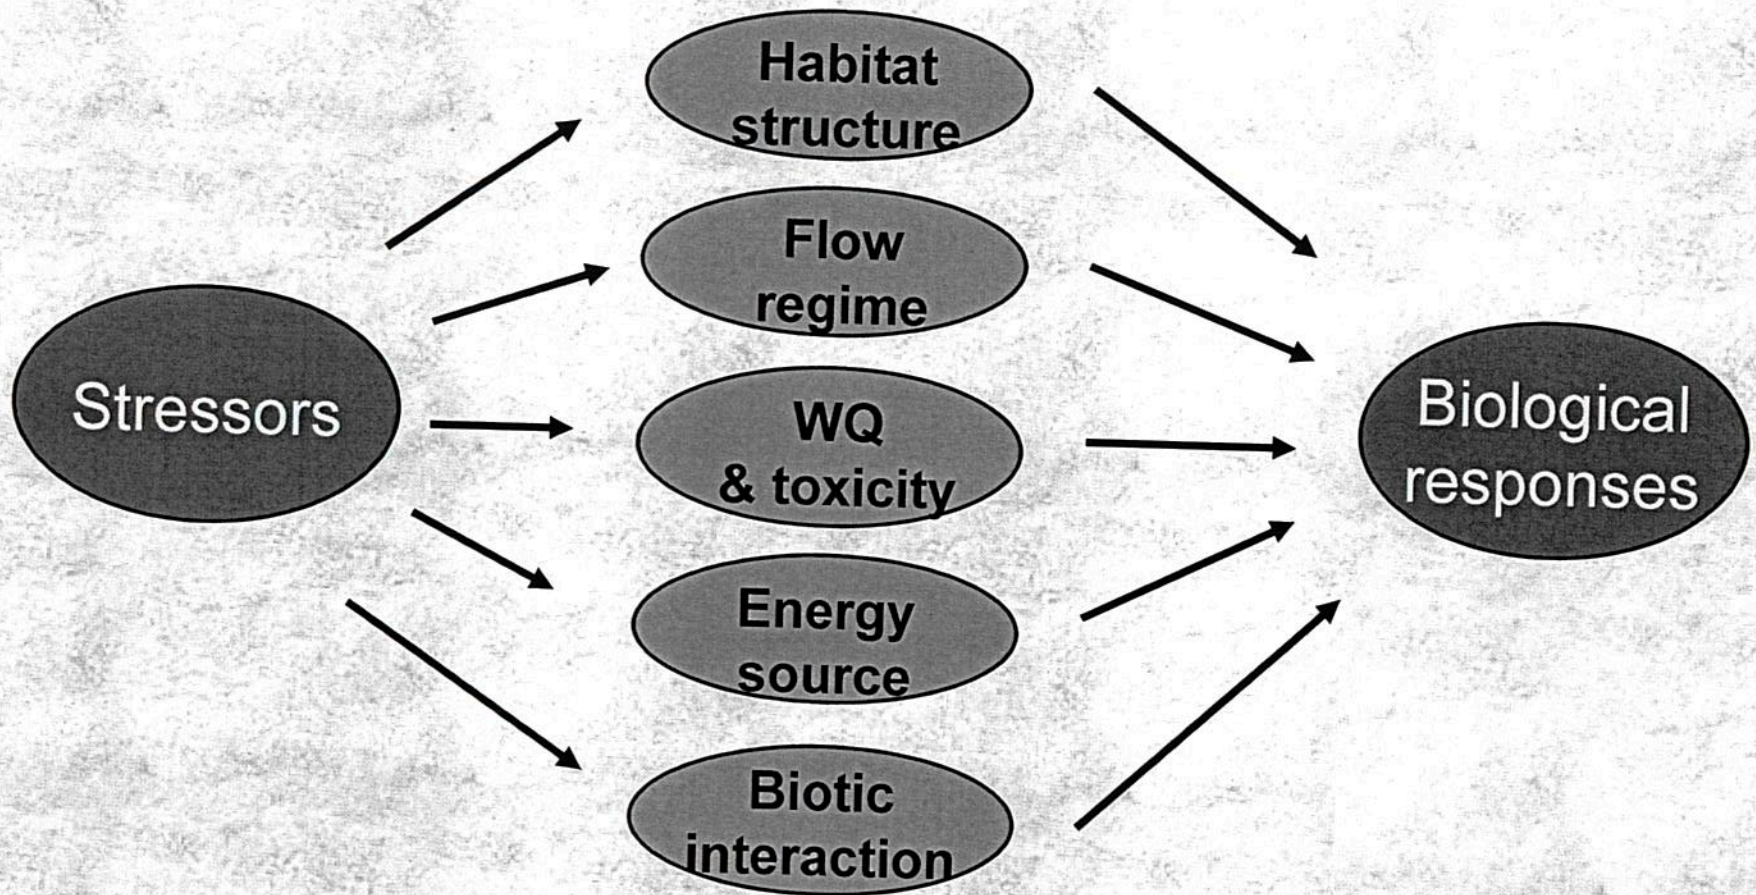 Habitat
structure
Flow
regime
Stressors
WQ
& toxicity
Biological
responses
Energy
source
Biotic
interaction